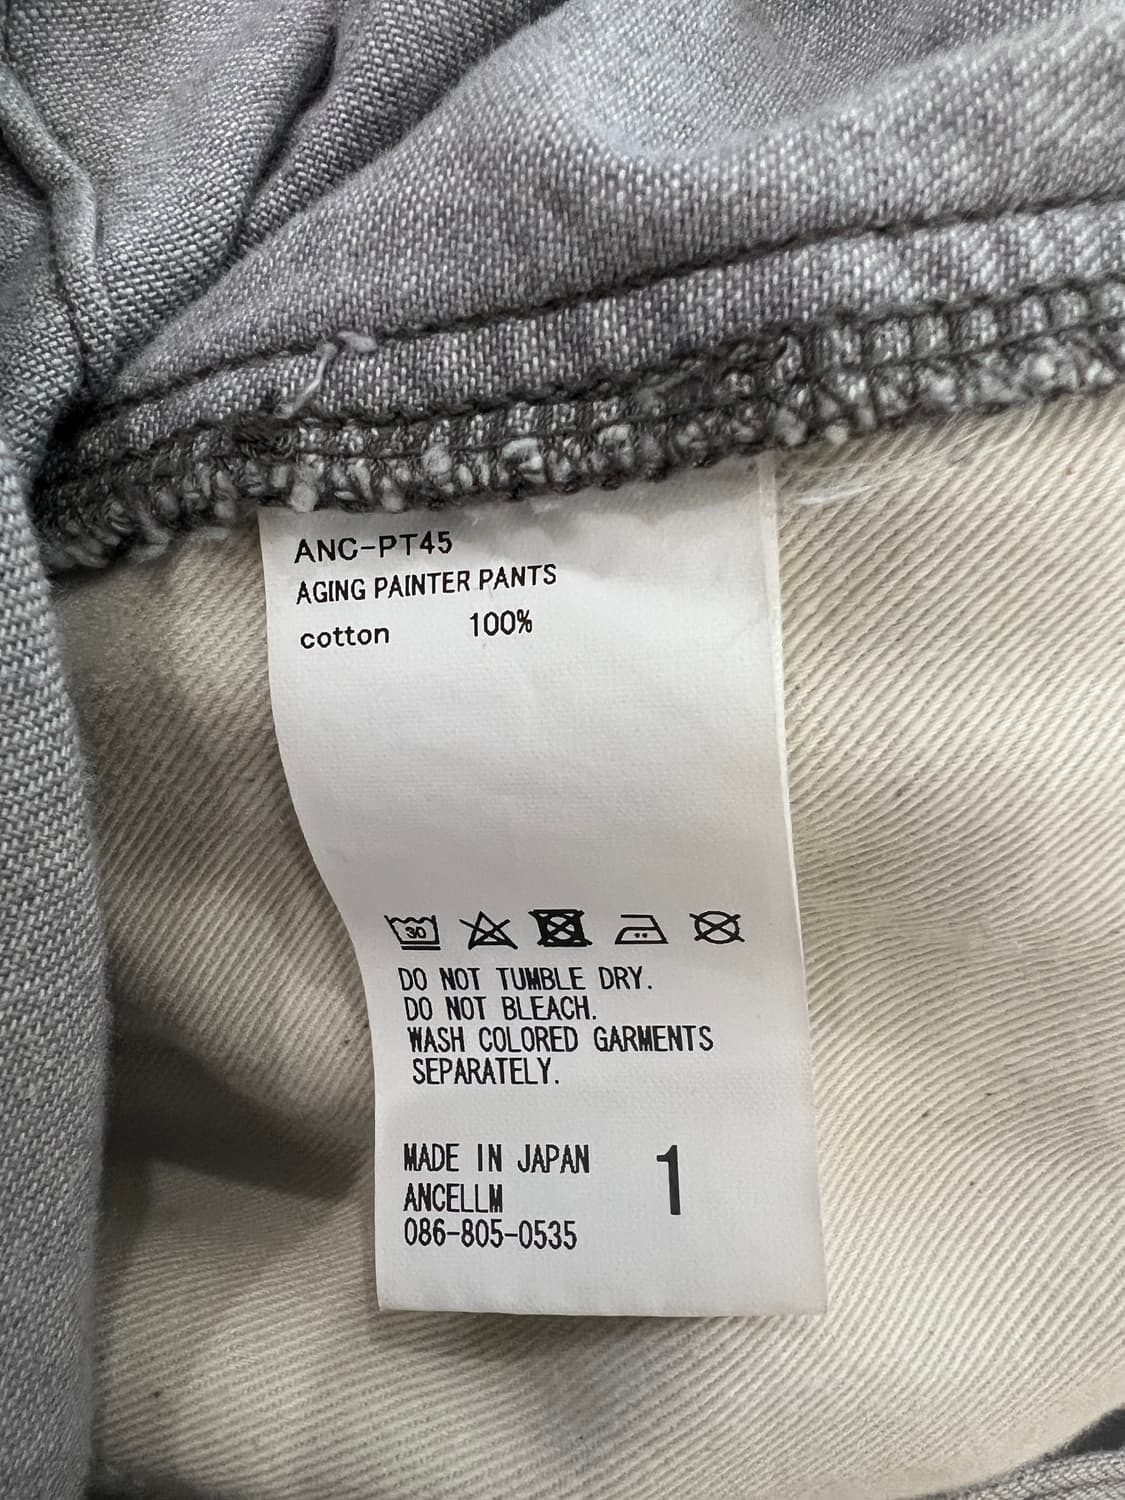 ANC-PT45
AGING PAINTER PANTS
cotton 100%
30
DO NOT TUMBLE DRY.
DO NOT BLEACH.
WASH COLORED GARMENTS
SEPARATELY.
MADE IN JAPAN 1
ANCELLM
086-805-0535